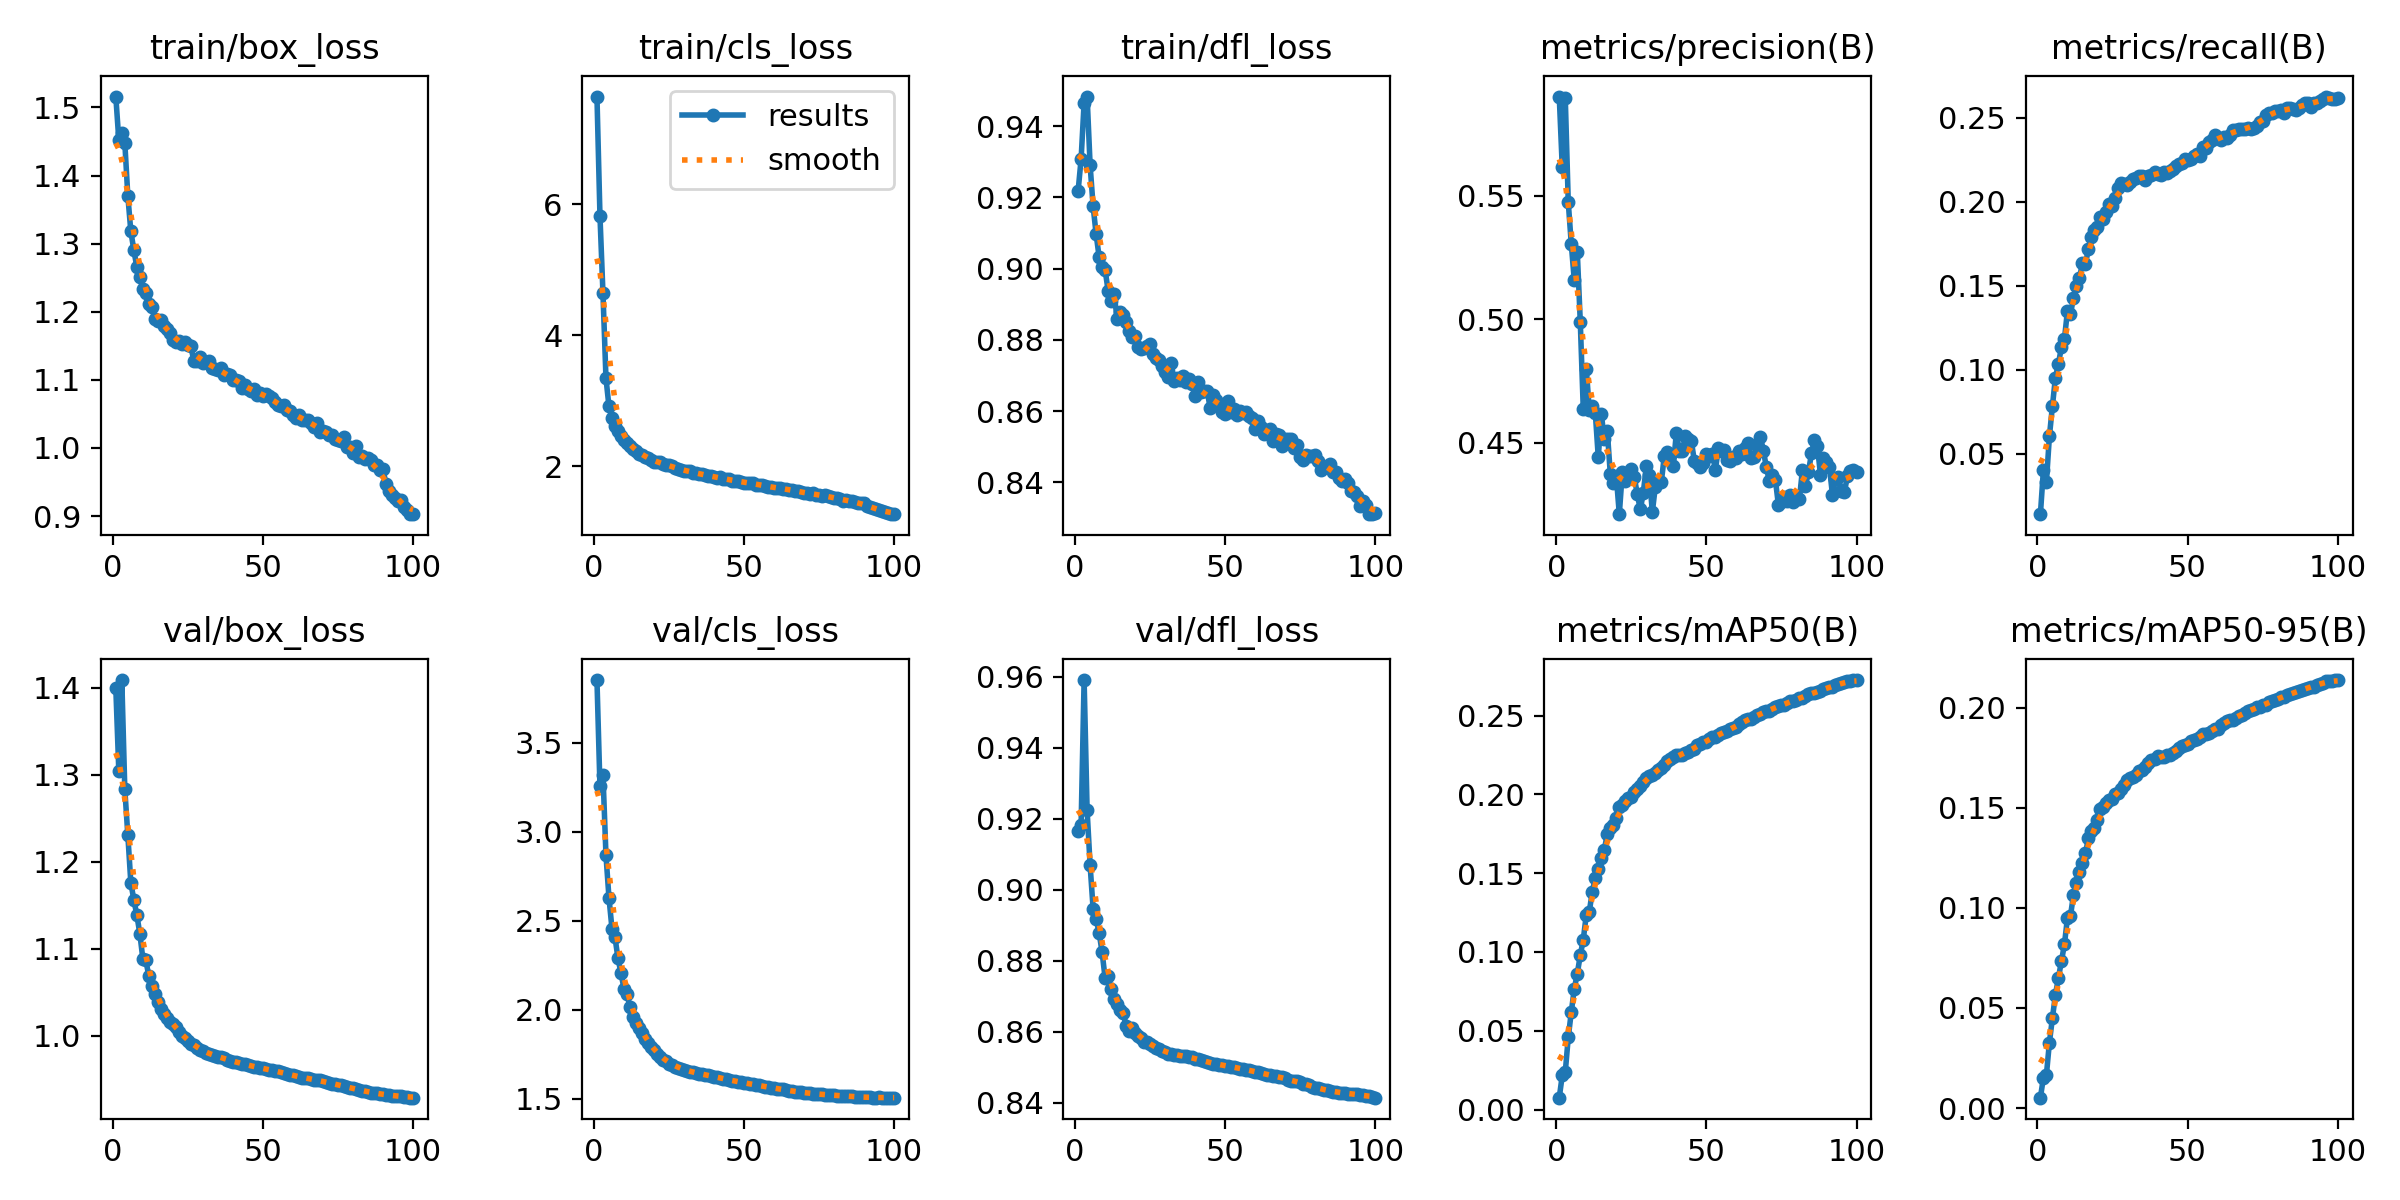 train/box_loss
1.5
1.4
1.3
1.2
1.1
1.0
0.9
0 50 100
train/cls_loss
results
smooth
6
4
2
0 50 100
train/dfl_loss
0.94
0.92
0.90
0.88
0.86
0.84
0 50 100
metrics/precision(B)
0.55
0.50
0.45
0 50 100
metrics/recall(B)
0.25
0.20
0.15
0.10
0.05
0 50 100
val/box_loss
1.4
1.3
1.2
1.1
1.0
0 50 100
val/cls_loss
3.5
3.0
2.5
2.0
1.5
0 50 100
val/dfl_loss
0.96
0.94
0.92
0.90
0.88
0.86
0.84
0 50 100
metrics/mAP50(B)
0.25
0.20
0.15
0.10
0.05
0.00
0 50 100
metrics/mAP50-95(B)
0.20
0.15
0.10
0.05
0.00
0 50 100